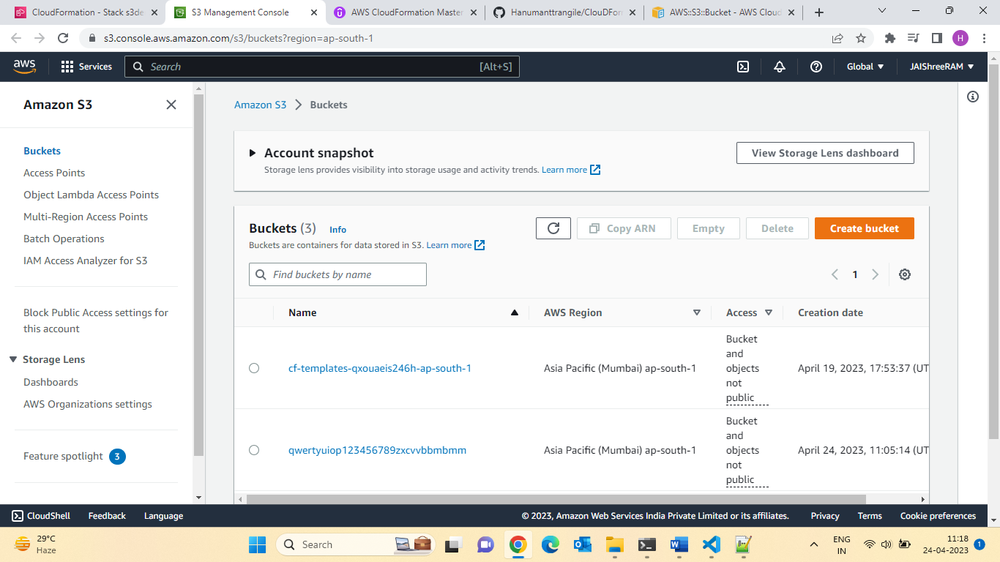 CloudFormation - Stack s3de
S3 Management Console
AWS CloudFormation Master
Hanumanttrangile/ClouDForr
AWS::S3::Bucket - AWS Cloud
s3.console.aws.amazon.com/s3/buckets?region=ap-south-1
H
aws
Services
Search
[Alt+S]
Global
JAIShreeRAM
Amazon S3
Buckets
Access Points
Object Lambda Access Points
Multi-Region Access Points
Batch Operations
IAM Access Analyzer for S3
Block Public Access settings for
this account
Storage Lens
Dashboards
AWS Organizations settings
Feature spotlight 3
Amazon S3 Buckets
Account snapshot
Storage lens provides visibility into storage usage and activity trends. Learn more
View Storage Lens dashboard
Buckets (3) Info
Buckets are containers for data stored in S3. Learn more
Copy ARN
Empty
Delete
Create bucket
Find buckets by name
1
Name
AWS Region
Access
Creation date
cf-templates-qxouaeis246h-ap-south-1
Asia Pacific (Mumbai) ap-south-1
Bucket
and
objects
not
public
April 19, 2023, 17:53:37 (UT
qwertyuiop123456789zxcvvbbmbmm
Asia Pacific (Mumbai) ap-south-1
Bucket
and
objects
not
public
April 24, 2023, 11:05:14 (UT
CloudShell
Feedback
Language
© 2023, Amazon Web Services India Private Limited or its affiliates.
Privacy
Terms
Cookie preferences
29°C
Haze
Search
ENG
IN
11:18
24-04-2023
1